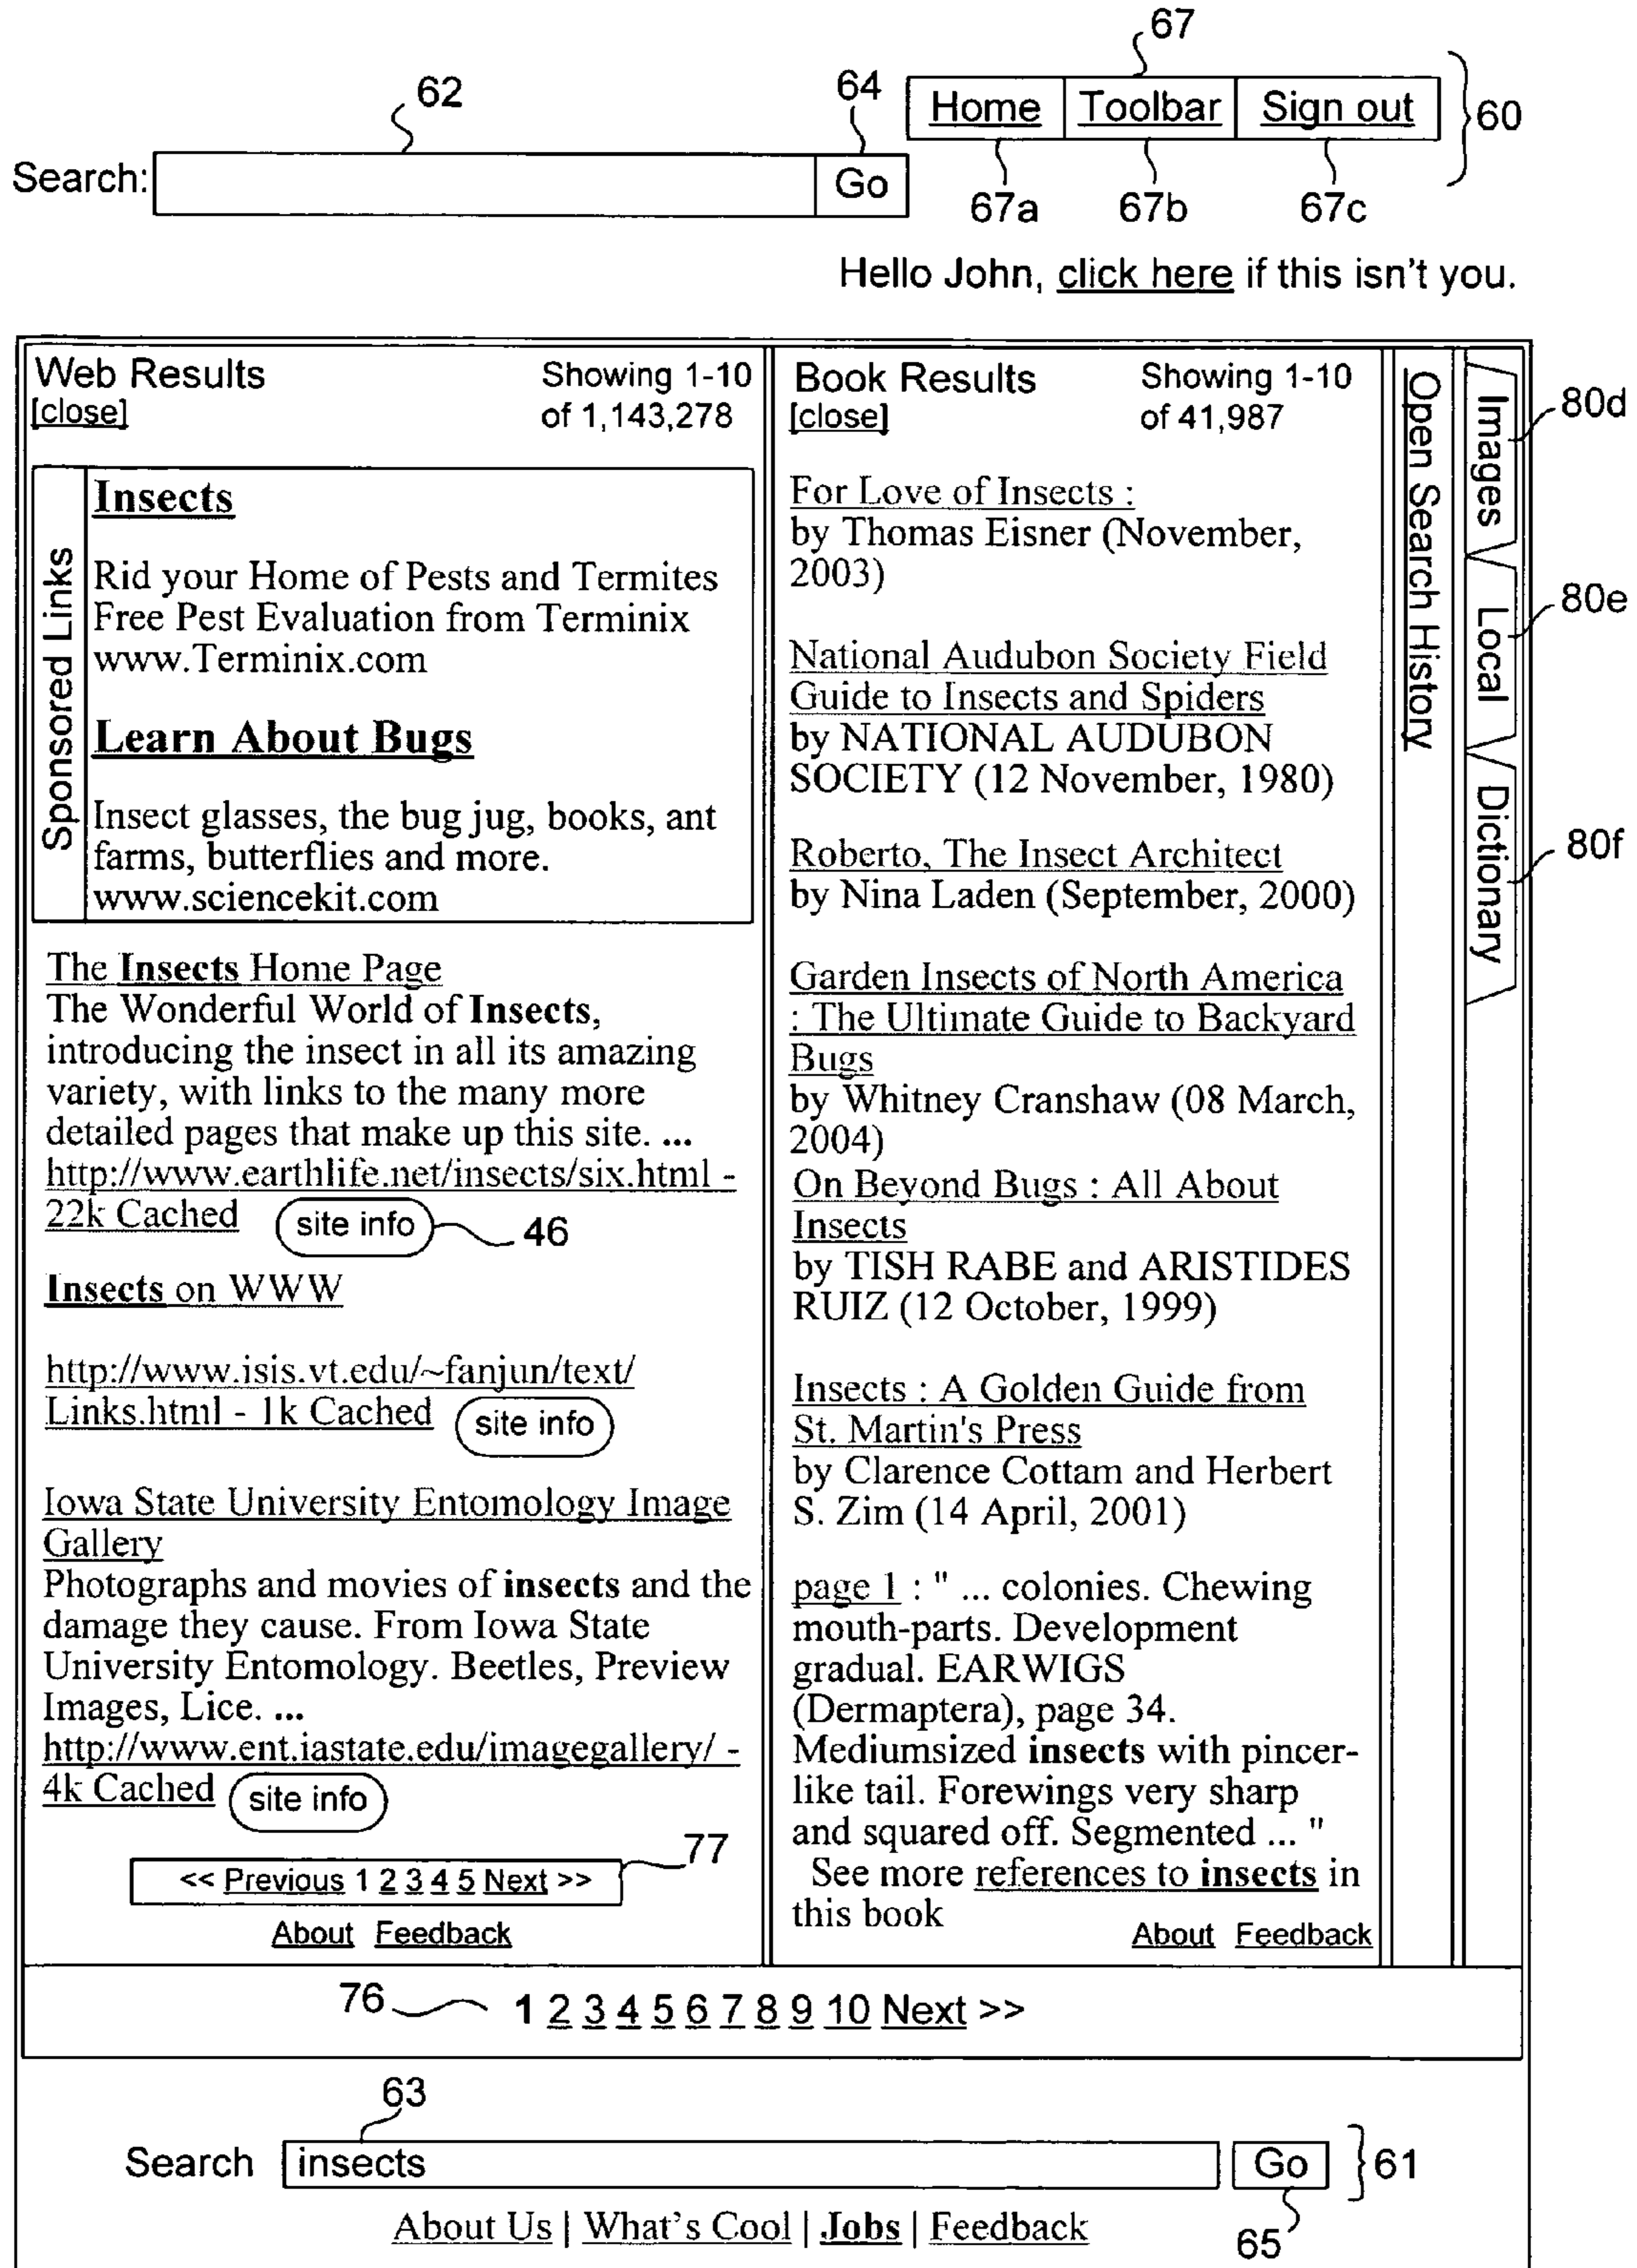 67
62
64
Home Toolbar Sign out
60
Search:
Go
67a 67b 67c
Hello John, click here if this isn't you.
Web Results
[close]
Showing 1-10
of 1,143,278
Sponsored Links
Insects
Rid your Home of Pests and Termites
Free Pest Evaluation from Terminix
www.Terminix.com
Learn About Bugs
Insect glasses, the bug jug, books, ant
farms, butterflies and more.
www.sciencekit.com
The Insects Home Page
The Wonderful World of Insects,
introducing the insect in all its amazing
variety, with links to the many more
detailed pages that make up this site. ...
http://www.earthlife.net/insects/six.html -
22k Cached
site info
46
Insects on WWW
http://www.isis.vt.edu/~fanjun/text/
Links.html - 1k Cached
site info
Iowa State University Entomology Image
Gallery
Photographs and movies of insects and the
damage they cause. From Iowa State
University Entomology. Beetles, Preview
Images, Lice. ...
http://www.ent.iastate.edu/imagegallery/ -
4k Cached
site info
77
<< Previous 1 2 3 4 5 Next >>
About Feedback
Book Results
[close]
Showing 1-10
of 41,987
For Love of Insects :
by Thomas Eisner (November,
2003)
National Audubon Society Field
Guide to Insects and Spiders
by NATIONAL AUDUBON
SOCIETY (12 November, 1980)
Roberto, The Insect Architect
by Nina Laden (September, 2000)
Garden Insects of North America
: The Ultimate Guide to Backyard
Bugs
by Whitney Cranshaw (08 March,
2004)
On Beyond Bugs : All About
Insects
by TISH RABE and ARISTIDES
RUIZ (12 October, 1999)
Insects : A Golden Guide from
St. Martin's Press
by Clarence Cottam and Herbert
S. Zim (14 April, 2001)
page 1 : " ... colonies. Chewing
mouth-parts. Development
gradual. EARWIGS
(Dermaptera), page 34.
Mediumsized insects with pincer-
like tail. Forewings very sharp
and squared off. Segmented ... "
See more references to insects in
this book
About Feedback
Open Search History
Images
80d
Local
80e
Dictionary
80f
76
1 2 3 4 5 6 7 8 9 10 Next >>
63
Search
insects
Go
61
65
About Us | What's Cool | Jobs | Feedback